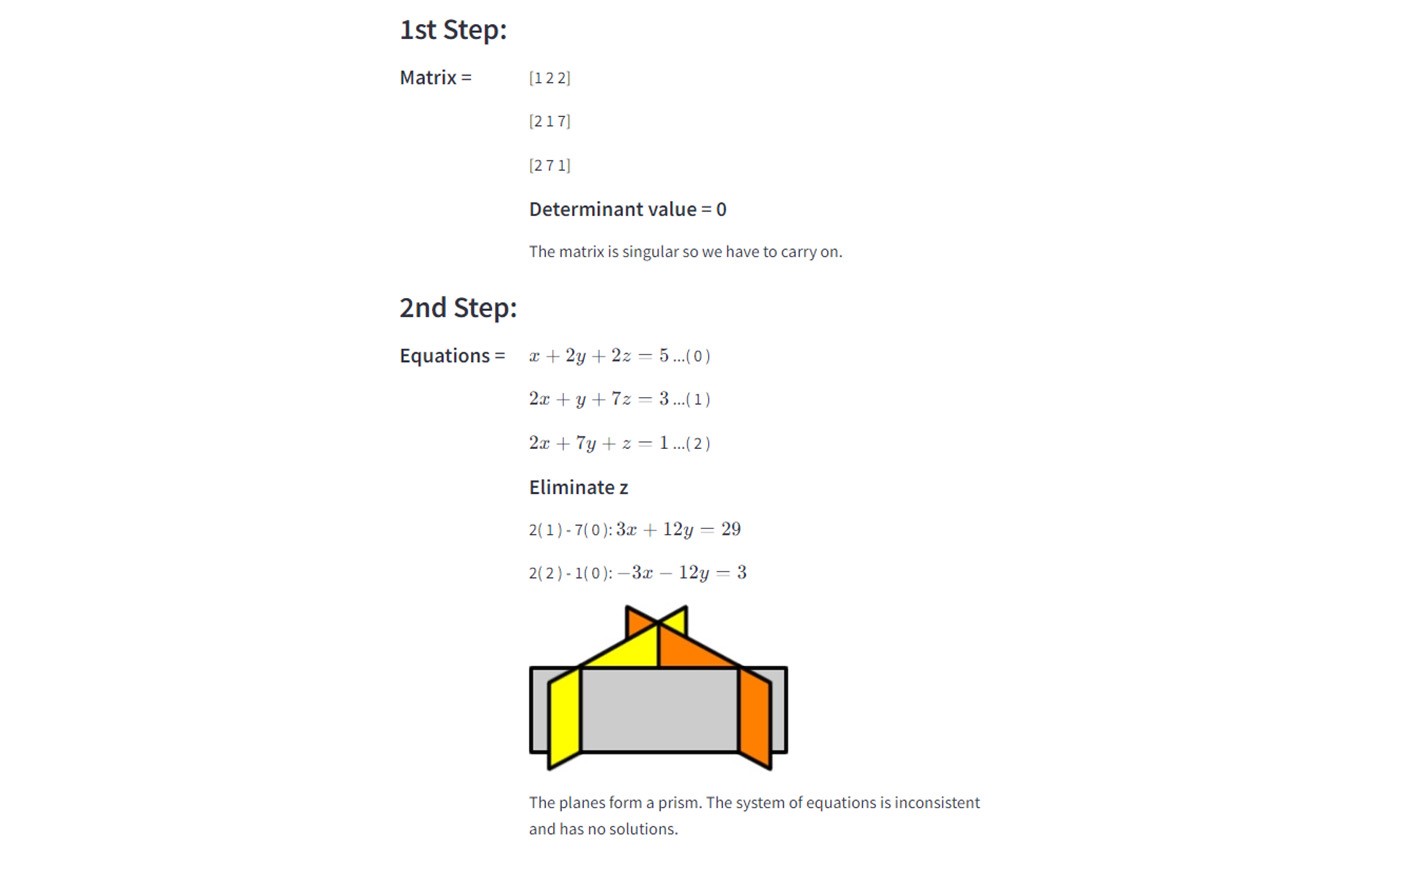 1st Step:
Matrix = [1 2 2]
[2 1 7]
[2 7 1]
Determinant value = 0
The matrix is singular so we have to carry on.
2nd Step:
Equations = x + 2y + 2z = 5 ...( 0 )
2x + y + 7z = 3 ...( 1 )
2x + 7y + z = 1 ...( 2 )
Eliminate z
2( 1 ) - 7( 0 ): 3x + 12y = 29
2( 2 ) - 1( 0 ): −3x − 12y = 3
The planes form a prism. The system of equations is inconsistent
and has no solutions.